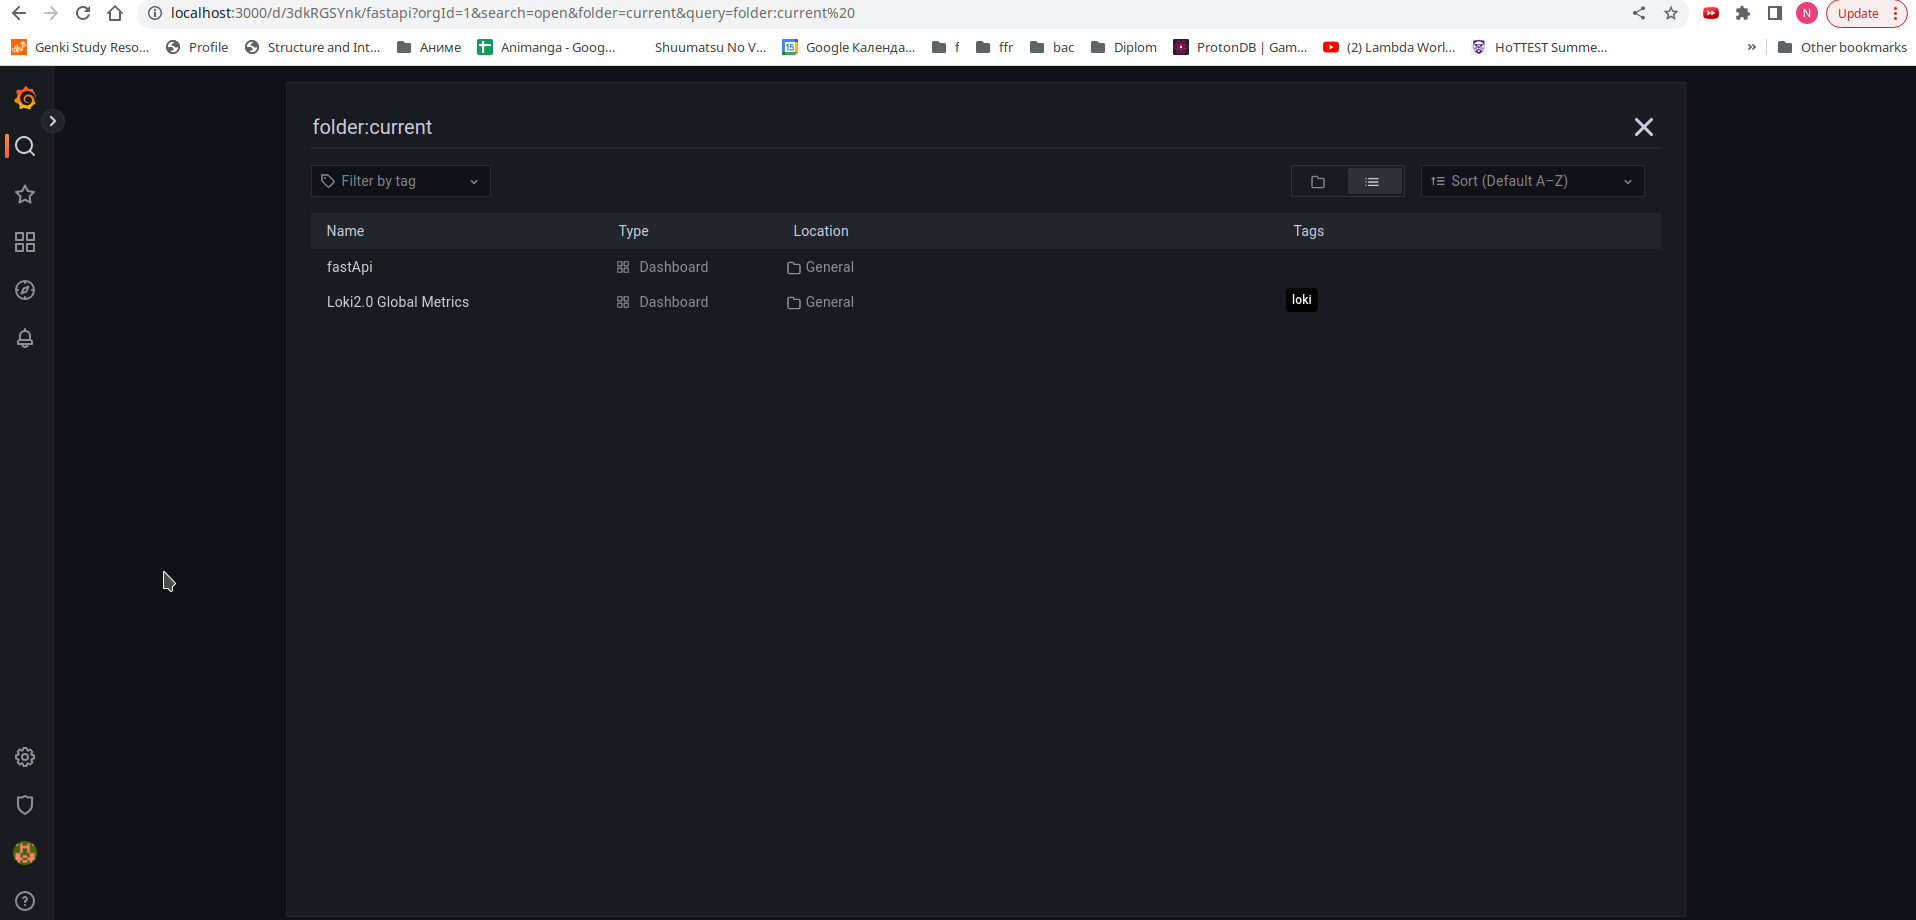 localhost:3000/d/3dkRGSYnk/fastapi?orgId=1&search=open&folder=current&query=folder:current%20
N
Update
Genki Study Reso...
Profile
Structure and Int...
Аниме
Animanga - Goog...
Shuumatsu No V...
15
Google Календа...
f
ffr
bac
Diplom
ProtonDB | Gam...
(2) Lambda Worl...
HoTTEST Summe...
»
Other bookmarks
folder:current
Filter by tag
Sort (Default A–Z)
Name Type Location Tags
fastApi Dashboard General
Loki2.0 Global Metrics Dashboard General loki